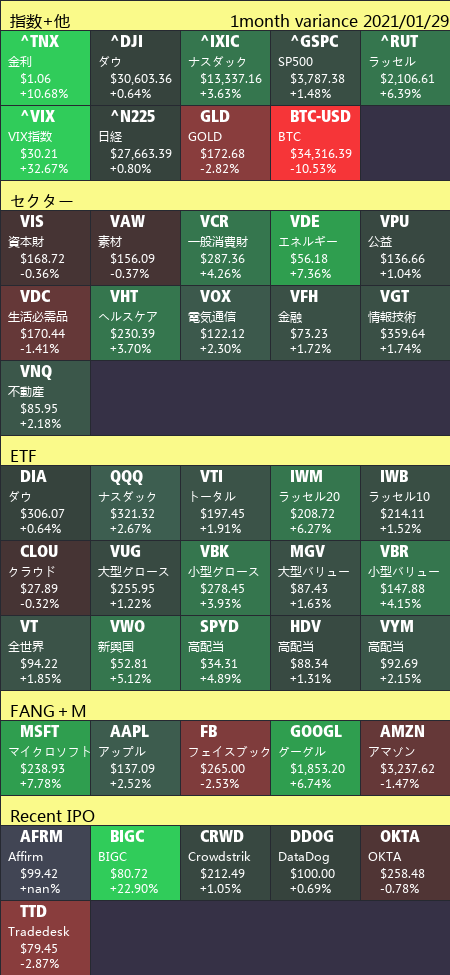 指数+他 1month variance 2021/01/29
^TNX ^DJI ^IXIC ^GSPC ^RUT
金利 ダウ ナスダック SP500 ラッセル
$1.06 $30,603.36 $13,337.16 $3,787.38 $2,106.61
+10.68% +0.64% +3.63% +1.48% +6.39%
^VIX ^N225 GLD BTC-USD
VIX指数 日経 GOLD BTC
$30.21 $27,663.39 $172.68 $34,316.39
+32.67% +0.80% -2.82% -10.53%
セクター
VIS VAW VCR VDE VPU
資本財 素材 一般消費財 エネルギー 公益
$168.72 $156.09 $287.36 $56.18 $136.66
-0.36% -0.37% +4.26% +7.36% +1.04%
VDC VHT VOX VFH VGT
生活必需品 ヘルスケア 電気通信 金融 情報技術
$170.44 $230.39 $122.12 $73.23 $359.64
-1.41% +3.70% +2.30% +1.72% +1.74%
VNQ
不動産
$85.95
+2.18%
ETF
DIA QQQ VTI IWM IWB
ダウ ナスダック トータル ラッセル20 ラッセル10
$306.07 $321.32 $197.45 $208.72 $214.11
+0.64% +2.67% +1.91% +6.27% +1.52%
CLOU VUG VBK MGV VBR
クラウド 大型グロース 小型グロース 大型バリュー 小型バリュー
$27.89 $255.95 $278.45 $87.43 $147.88
-0.32% +1.22% +3.93% +1.63% +4.15%
VT VWO SPYD HDV VYM
全世界 新興国 高配当 高配当 高配当
$94.22 $52.81 $34.31 $88.34 $92.69
+1.85% +5.12% +4.89% +1.31% +2.15%
FANG+M
MSFT AAPL FB GOOGL AMZN
マイクロソフト アップル フェイスブック グーグル アマゾン
$238.93 $137.09 $265.00 $1,853.20 $3,237.62
+7.78% +2.52% -2.53% +6.74% -1.47%
Recent IPO
AFRM BIGC CRWD DDOG OKTA
Affirm BIGC Crowdstrik DataDog OKTA
$99.42 $80.72 $212.49 $100.00 $258.48
+nan% +22.90% +1.05% +0.69% -0.78%
TTD
Tradedesk
$79.45
-2.87%